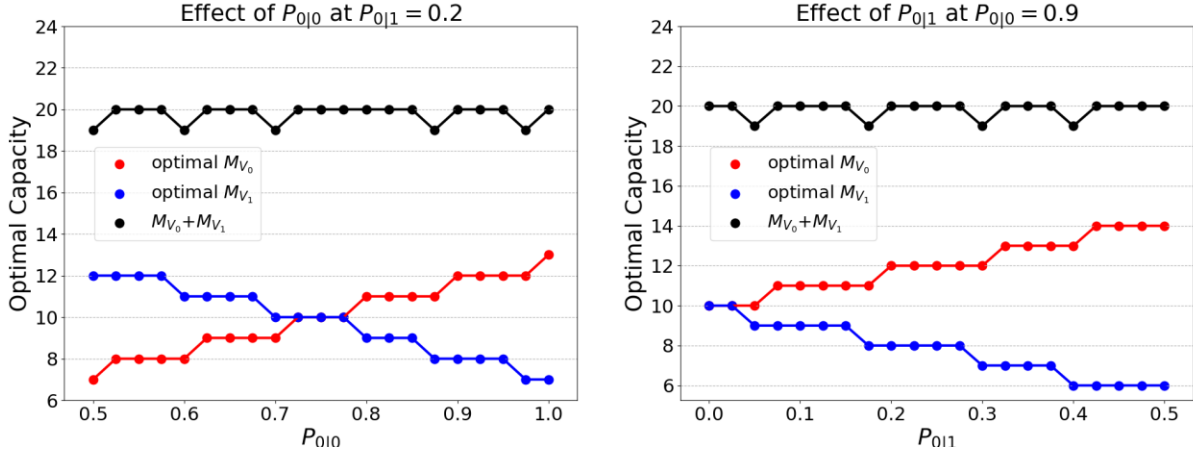 Effect of P0|0 at P0|1 = 0.2
Optimal Capacity
24
22
20
18
16
14
12
10
8
6
optimal MV0
optimal MV1
MV0+MV1
0.5 0.6 0.7 0.8 0.9 1.0
P0|0
Effect of P0|1 at P0|0 = 0.9
Optimal Capacity
24
22
20
18
16
14
12
10
8
6
optimal MV0
optimal MV1
MV0+MV1
0.0 0.1 0.2 0.3 0.4 0.5
P0|1